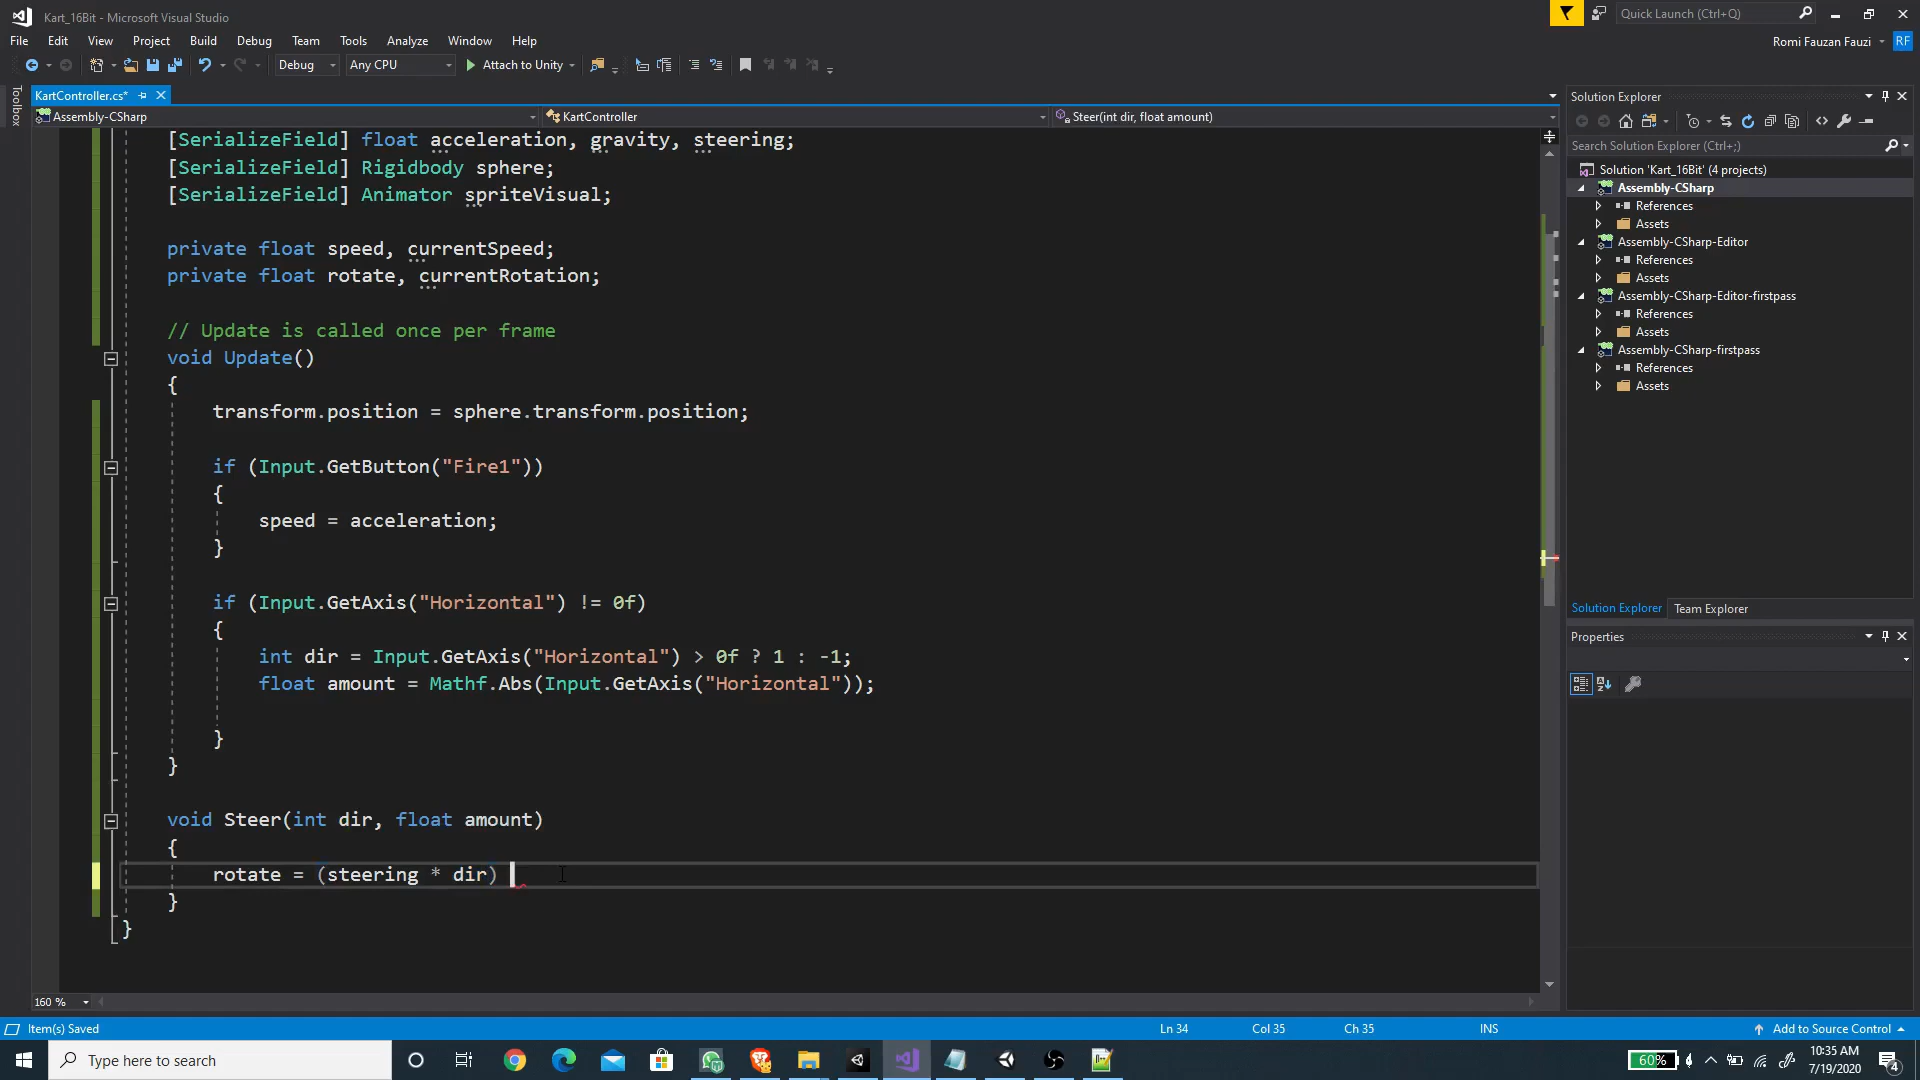 Kart_16Bit - Microsoft Visual Studio
Quick Launch (Ctrl+Q)
File Edit View Project Build Debug Team Tools Analyze Window Help
Romi Fauzan Fauzi RF
Debug Any CPU Attach to Unity
Toolbox
KartController.cs*
Assembly-CSharp KartController Steer(int dir, float amount)
[SerializeField] float acceleration, gravity, steering;
[SerializeField] Rigidbody sphere;
[SerializeField] Animator spriteVisual;
private float speed, currentSpeed;
private float rotate, currentRotation;
// Update is called once per frame
void Update()
{
transform.position = sphere.transform.position;
if (Input.GetButton("Fire1"))
{
speed = acceleration;
}
if (Input.GetAxis("Horizontal") != 0f)
{
int dir = Input.GetAxis("Horizontal") > 0f ? 1 : -1;
float amount = Mathf.Abs(Input.GetAxis("Horizontal"));
}
}
void Steer(int dir, float amount)
{
rotate = (steering * dir)
}
}
160 %
Solution Explorer
Search Solution Explorer (Ctrl+;)
Solution 'Kart_16Bit' (4 projects)
Assembly-CSharp
References
Assets
Assembly-CSharp-Editor
References
Assets
Assembly-CSharp-Editor-firstpass
References
Assets
Assembly-CSharp-firstpass
References
Assets
Solution Explorer Team Explorer
Properties
Item(s) Saved Ln 34 Col 35 Ch 35 INS Add to Source Control
Type here to search
60%
10:35 AM
7/19/2020
4